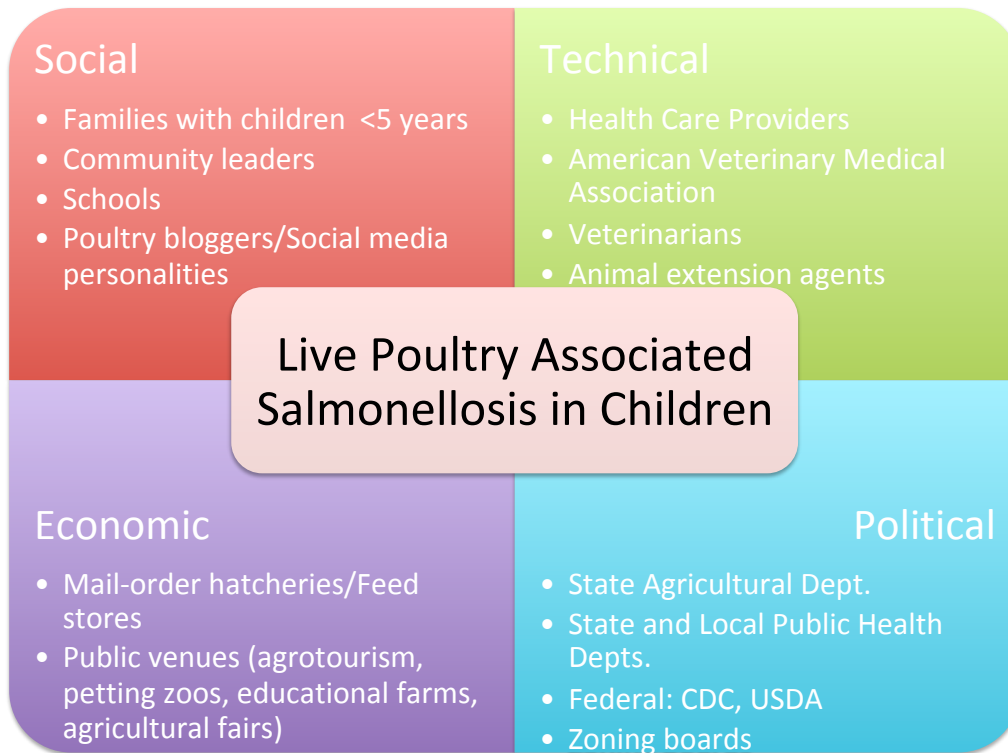 Social
• Families with children <5 years
• Community leaders
• Schools
• Poultry bloggers/Social media
personalities
Technical
• Health Care Providers
• American Veterinary Medical
Association
• Veterinarians
• Animal extension agents
Live Poultry Associated
Salmonellosis in Children
Economic
• Mail-order hatcheries/Feed
stores
• Public venues (agrotourism,
petting zoos, educational farms,
agricultural fairs)
Political
• State Agricultural Dept.
• State and Local Public Health
Depts.
• Federal: CDC, USDA
• Zoning boards